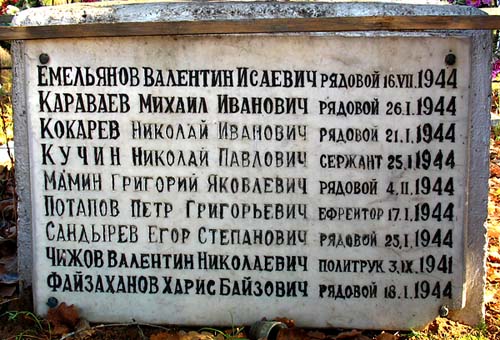 Емельянов Валентин Исаевич рядовой 16.VII.1944
Караваев Михаил Иванович рядовой 26.I.1944
Кокарев Николай Иванович рядовой 21.I.1944
Кучин Николай Павлович сержант 25.I.1944
Мамин Григорий Яковлевич рядовой 4.II.1944
Потапов Петр Григорьевич ефрейтор 17.I.1944
Сандырев Егор Степанович рядовой 25.I.1944
Чижов Валентин Николаевич политрук 3.IX.1941
Файзаханов Харис Байзович рядовой 18.I.1944